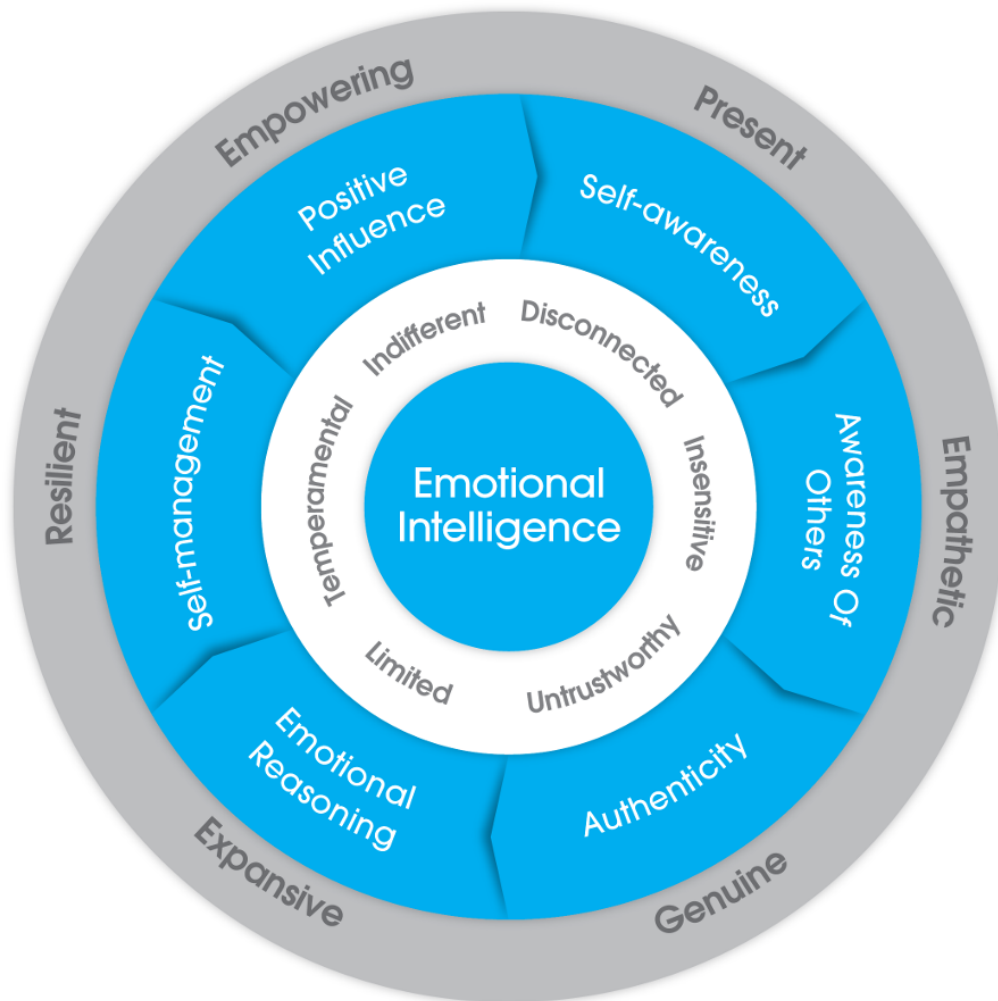 Empowering
Present
Positive
Influence
Self-awareness
Indifferent
Disconnected
Resilient
Self-management
Temperamental
Emotional
Intelligence
Insensitive
Awareness Of
Others
Empathetic
Limited
Untrustworthy
Emotional
Reasoning
Authenticity
Expansive
Genuine